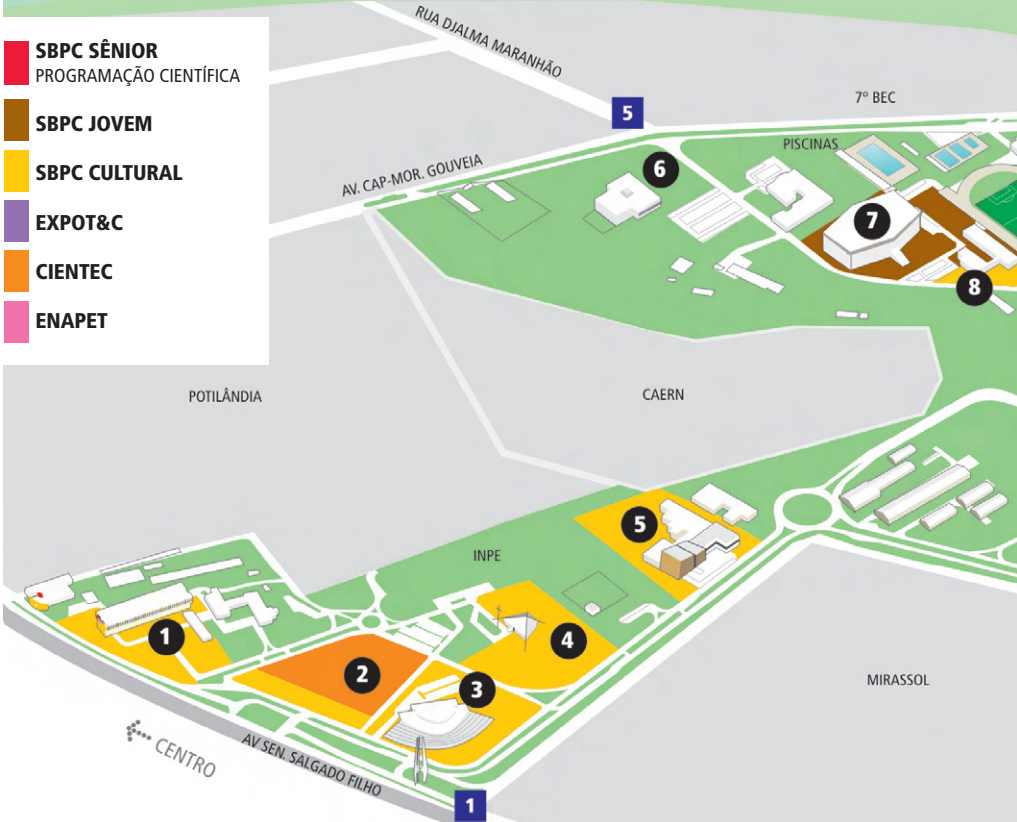 SBPC SÊNIOR
PROGRAMAÇÃO CIENTÍFICA
SBPC JOVEM
SBPC CULTURAL
EXPOT&C
CIENTEC
ENAPET
RUA DJALMA MARANHÃO
5
7º BEC
PISCINAS
AV. CAP-MOR. GOUVEIA
6
7
8
POTILÂNDIA
CAERN
5
INPE
1
4
2
3
MIRASSOL
CENTRO
AV SEN. SALGADO FILHO
1